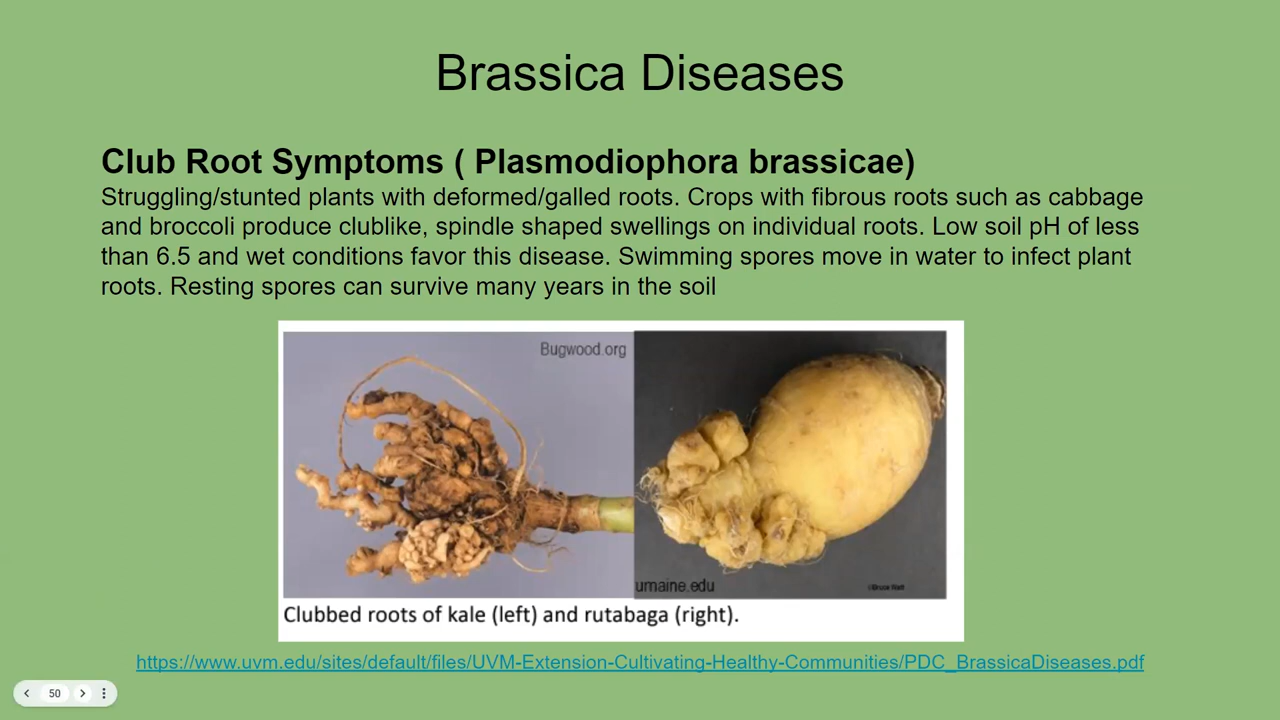 Brassica Diseases
Club Root Symptoms ( Plasmodiophora brassicae)
Struggling/stunted plants with deformed/galled roots. Crops with fibrous roots such as cabbage
and broccoli produce clublike, spindle shaped swellings on individual roots. Low soil pH of less
than 6.5 and wet conditions favor this disease. Swimming spores move in water to infect plant
roots. Resting spores can survive many years in the soil
Bugwood.org
umaine.edu
©Bruce Watt
Clubbed roots of kale (left) and rutabaga (right).
https://www.uvm.edu/sites/default/files/UVM-Extension-Cultivating-Healthy-Communities/PDC_BrassicaDiseases.pdf
50